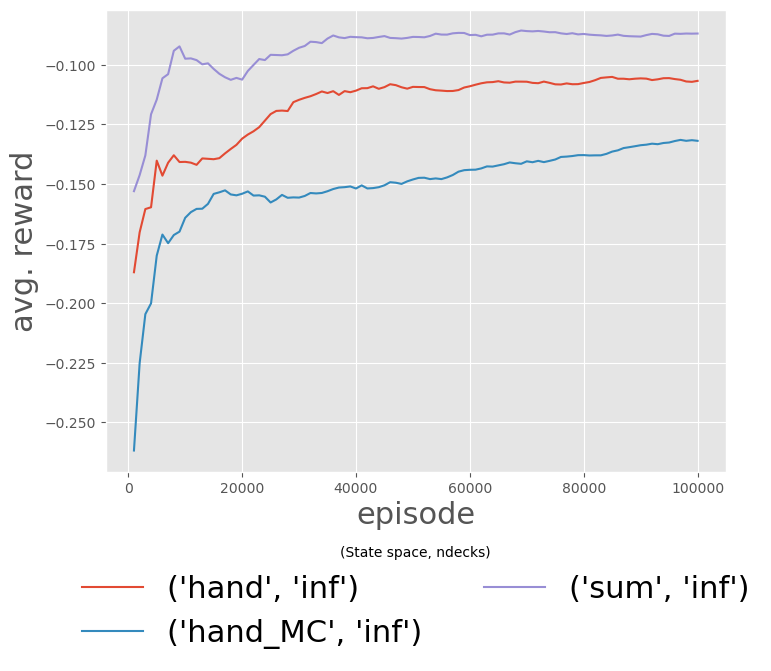 avg. reward
−0.100
−0.125
−0.150
−0.175
−0.200
−0.225
−0.250
0 20000 40000 60000 80000 100000
episode
(State space, ndecks)
('hand', 'inf') ('sum', 'inf')
('hand_MC', 'inf')